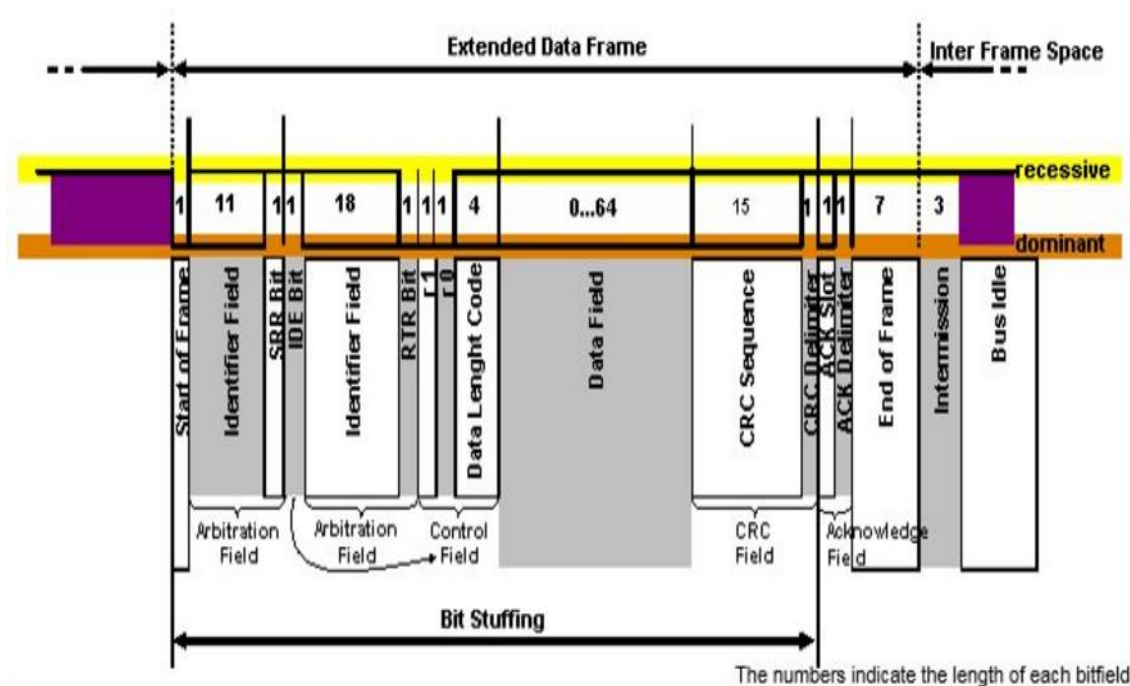 Extended Data Frame
Inter Frame Space
recessive
1 11 1 1 18 1 1 1 4 0...64 15 1 1 1 7 3
dominant
Start of Frame
Identifier Field
SRR Bit
IDE Bit
Identifier Field
RTR Bit
r1
r0
Data Lenght Code
Data Field
CRC Sequence
CRC Delimiter
ACK Slot
ACK Delimiter
End of Frame
Intermission
Bus Idle
Arbitration
Field
Arbitration
Field
Control
Field
CRC
Field
Acknowledge
Field
Bit Stuffing
The numbers indicate the length of each bitfield